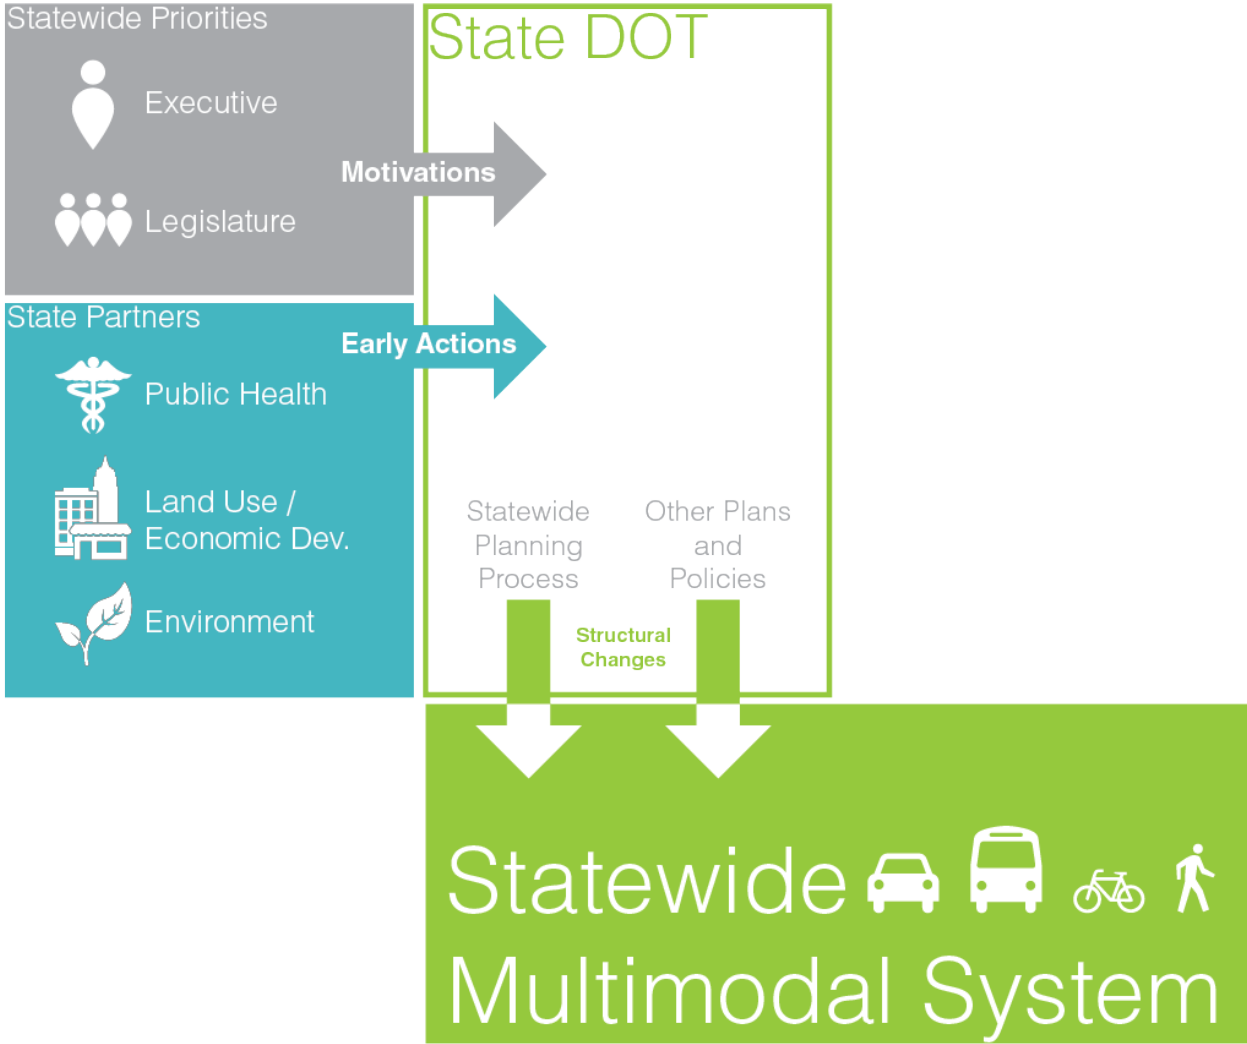 Statewide Priorities
Executive
Legislature
Motivations
State Partners
Early Actions
Public Health
Land Use /
Economic Dev.
Environment
State DOT
Statewide
Planning
Process
Other Plans
and
Policies
Structural
Changes
Statewide
Multimodal System